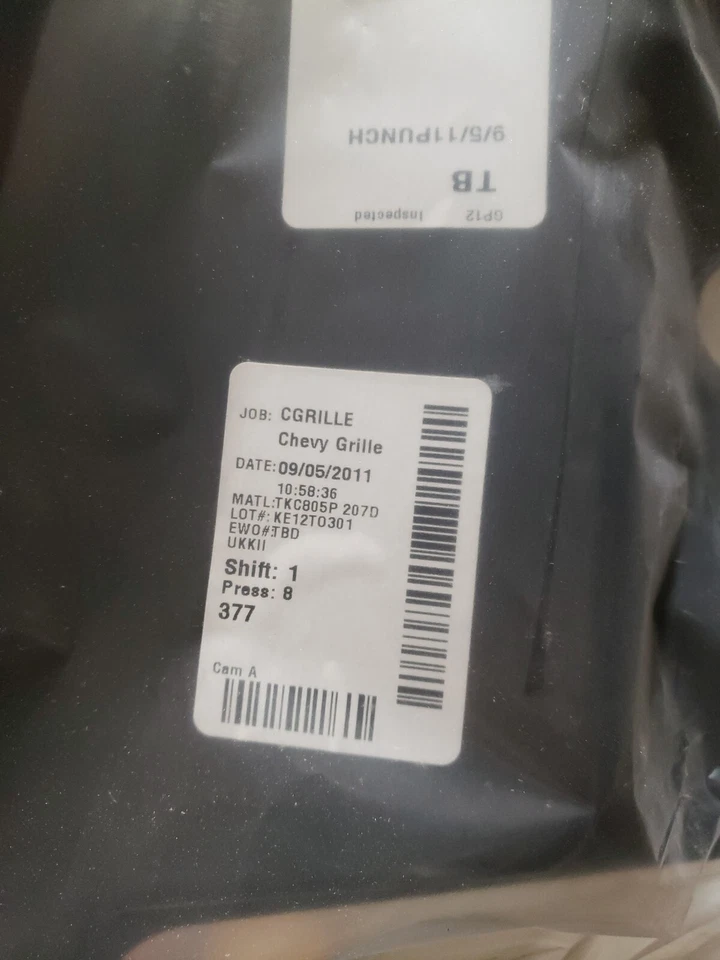 9/5/11PUNCH
TB
GP12 Inspected
JOB: CGRILLE
Chevy Grille
DATE: 09/05/2011
10:58:36
MATL:TKC805P 207D
LOT#: KE12TO301
EWO#:TBD
UKKII
Shift: 1
Press: 8
377
Cam A